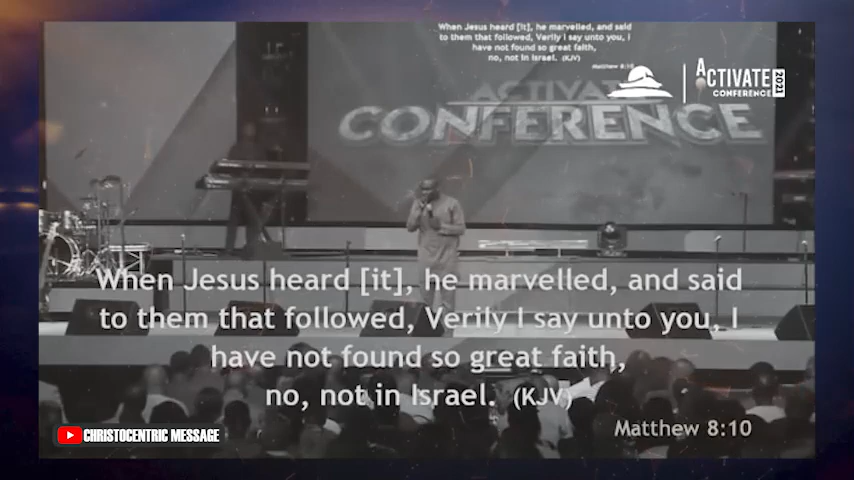 When Jesus heard [it], he marvelled, and said
to them that followed, Verily I say unto you, I
have not found so great faith,
no, not in Israel. (KJV)
Matthew 8:10
ACTIVATE
CONFERENCE
2021
ACTIVATE
CONFERENCE
When Jesus heard [it], he marvelled, and said
to them that followed, Verily I say unto you, I
have not found so great faith,
no, not in Israel. (KJV)
Matthew 8:10
CHRISTOCENTRIC MESSAGE